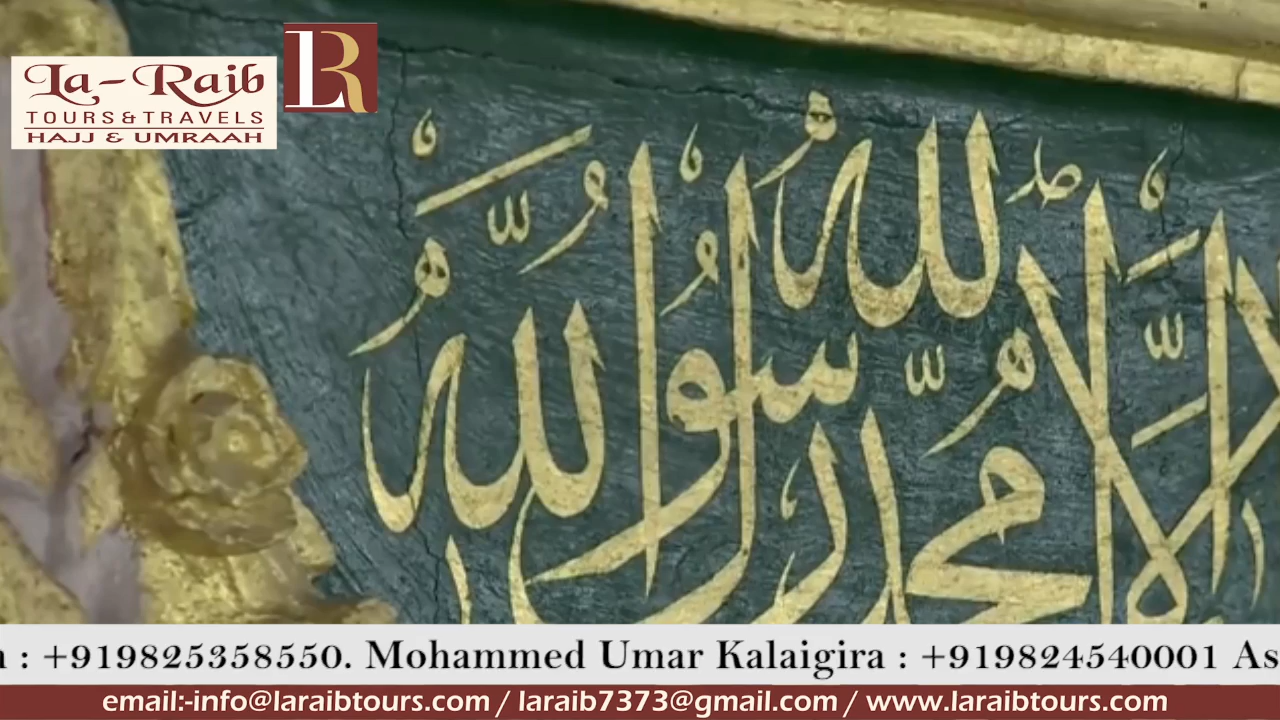 La-Raib
TOURS&TRAVELS
HAJJ & UMRAAH
LR
لا إلا الله
محمد رسول الله
: +919825358550. Mohammed Umar Kalaigira : +919824540001 As
email:-info@laraibtours.com / laraib7373@gmail.com / www.laraibtours.com